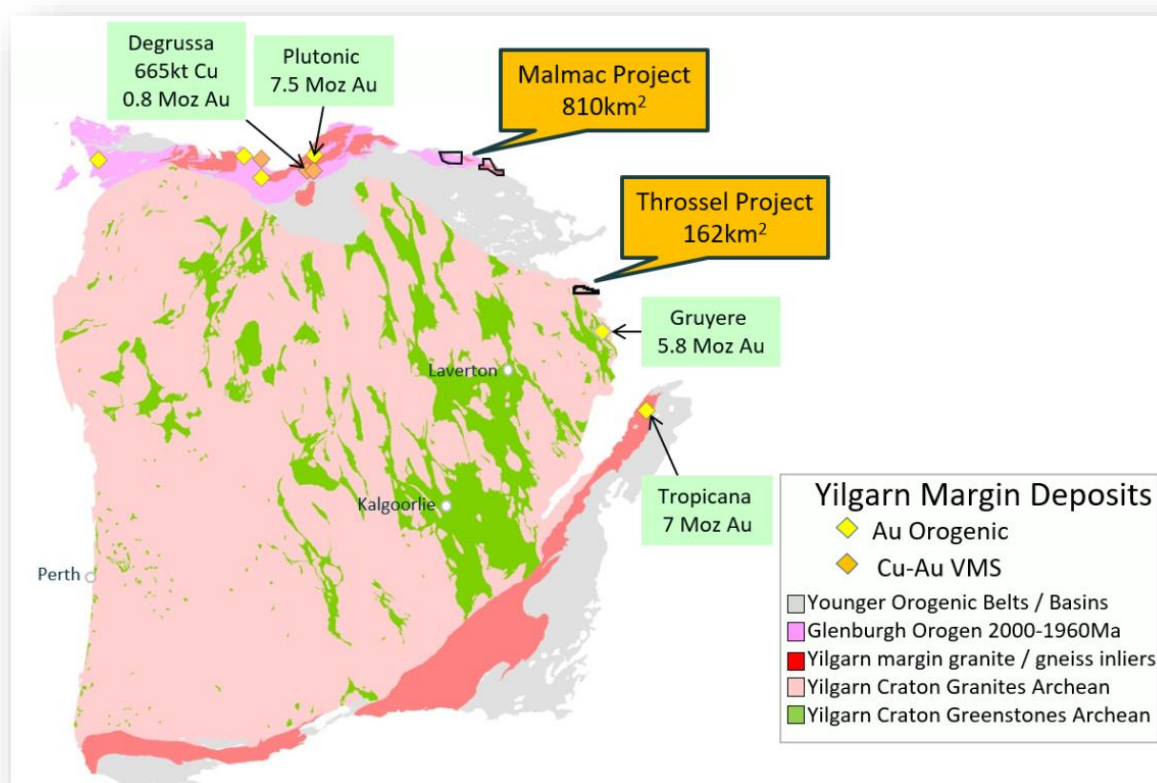 Degrussa
665kt Cu
0.8 Moz Au
Plutonic
7.5 Moz Au
Malmac Project
810km²
Throssel Project
162km²
Gruyere
5.8 Moz Au
Laverton
Tropicana
7 Moz Au
Kalgoorlie
Perth
Yilgarn Margin Deposits
Au Orogenic
Cu-Au VMS
Younger Orogenic Belts / Basins
Glenburgh Orogen 2000-1960Ma
Yilgarn margin granite / gneiss inliers
Yilgarn Craton Granites Archean
Yilgarn Craton Greenstones Archean